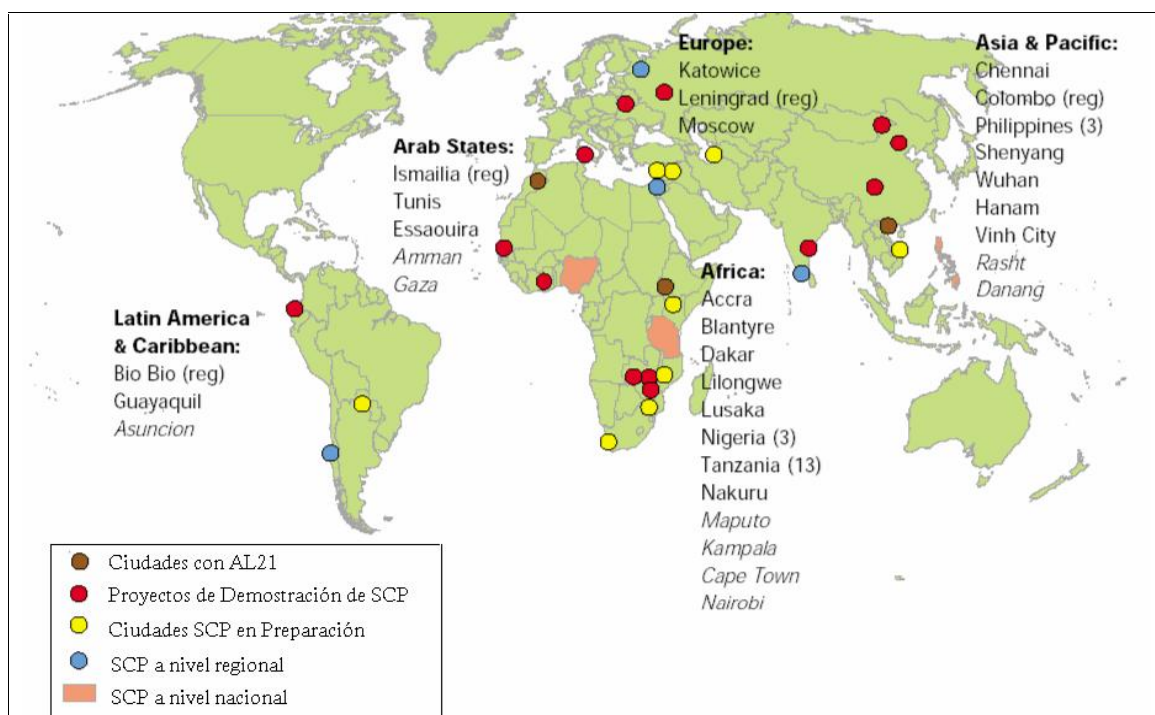 Europe:
Katowice
Leningrad (reg)
Moscow
Asia & Pacific:
Chennai
Colombo (reg)
Philippines (3)
Shenyang
Wuhan
Hanam
Vinh City
Rasht
Danang
Arab States:
Ismailia (reg)
Tunis
Essaouira
Amman
Gaza
Africa:
Accra
Blantyre
Dakar
Lilongwe
Lusaka
Nigeria (3)
Tanzania (13)
Nakuru
Maputo
Kampala
Cape Town
Nairobi
Latin America
& Caribbean:
Bio Bio (reg)
Guayaquil
Asuncion
Ciudades con AL21
Proyectos de Demostración de SCP
Ciudades SCP en Preparación
SCP a nivel regional
SCP a nivel nacional